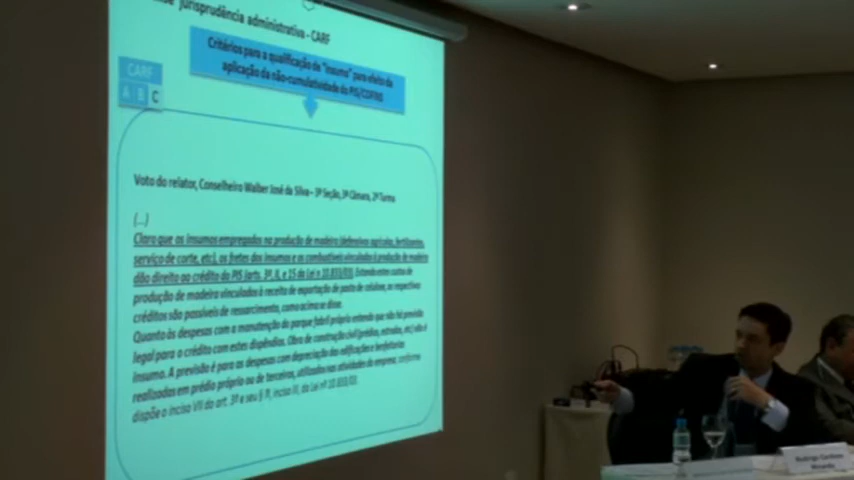 jurisprudência administrativa - CARF
Critérios para a qualificação de "insumo" para efeito da
aplicação da não-cumulatividade do PIS/COFINS
CARF
A B C
Voto do relator, Conselheiro Walber José da Silva – 3ª Seção, 3ª Câmara, 2ª Turma
(...)
Claro que os insumos empregados na produção de madeira (defensivos agrícolas, fertilizantes,
serviço de corte, etc), os fretes dos insumos e os combustíveis vinculados à produção de madeira
dão direito ao crédito do PIS (arts. 3º, II, e 15 da Lei n 10.833/03). Estando estes custos de
produção de madeira vinculados à receita de exportação de pasta de celulose, os respectivos
créditos são passíveis de ressarcimento, como acima se disse.
Quanto às despesas com a manutenção do parque fabril próprio entendo que não há previsão
legal para o crédito com estes dispêndios. Obra de construção civil (prédios, estradas, etc) não é
insumo. A previsão é para as despesas com depreciação das edificações e benfeitorias
realizadas em prédio próprio ou de terceiros, utilizados nas atividades da empresa, conforme
dispõe o inciso VII do art. 3º e seu § 1º, inciso III, da Lei nº 10.833/03.
Rodrigo Cardozo
Miranda